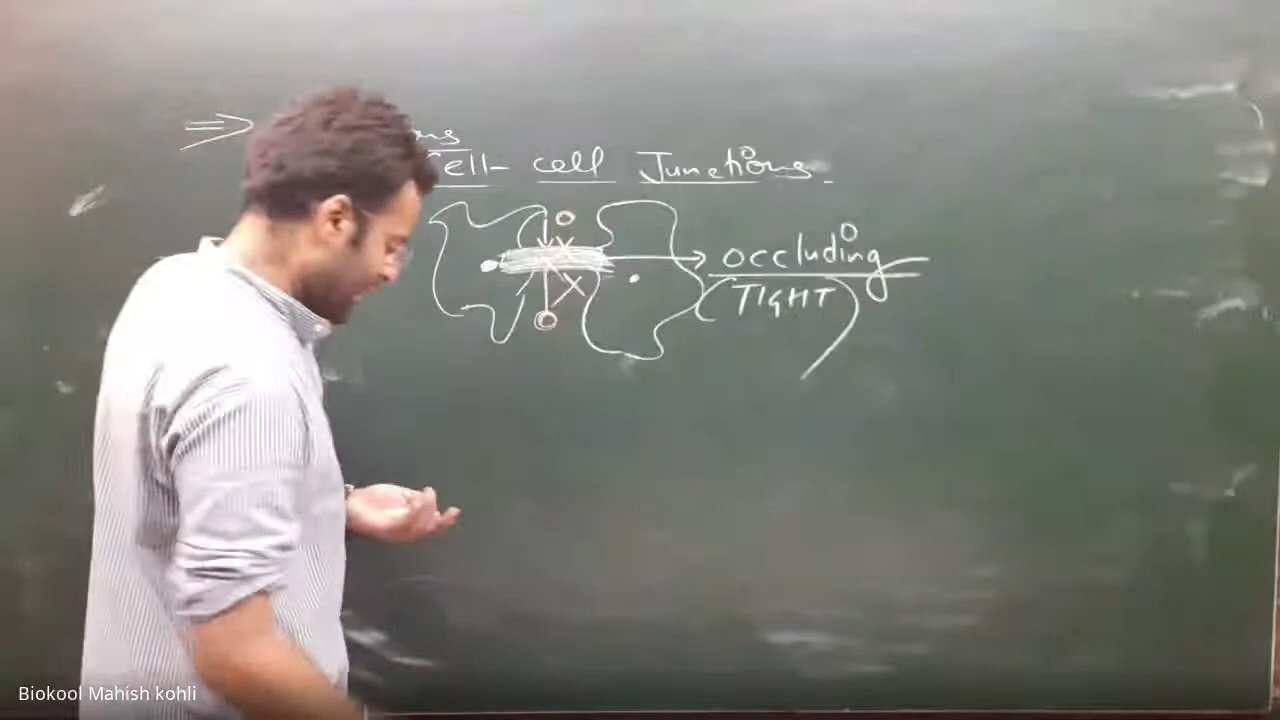 Cell- cell Junctions.
occluding
(TIGHT)
Biokool Mahish kohli